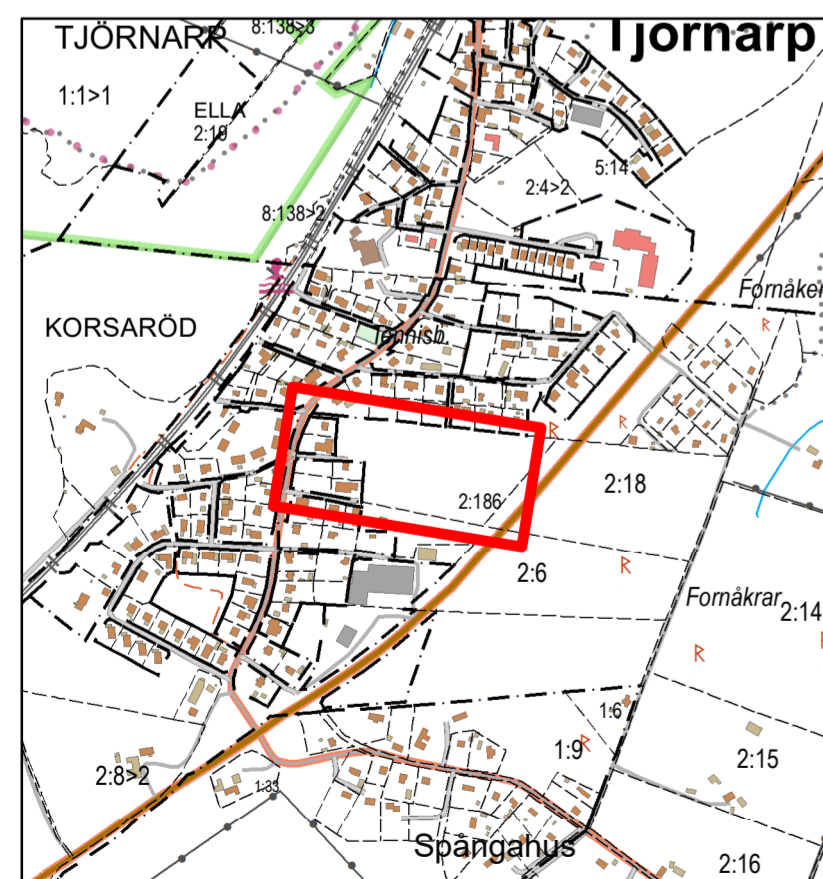 8:138>3
TJÖRNARP
Tjörnarp
1:1>1
ELLA
2:19
5:14
2:4>2
8:138>2
Fornåker
KORSARÖD
Tennisb.
2:186
2:18
2:6
Fornåkrar
2:14
1:6
1:9
2:15
2:8>2
1:33
Spångahus
2:16